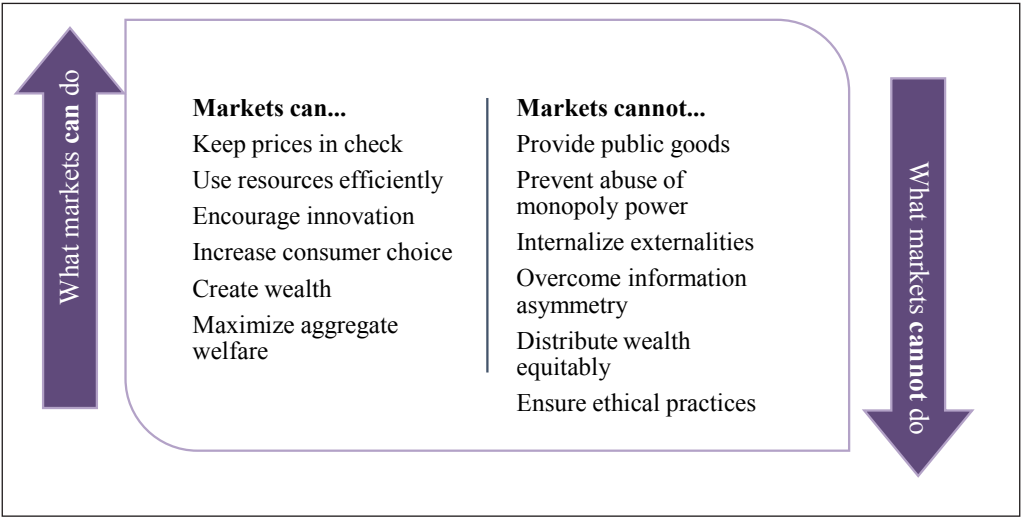 What markets can do
Markets can...
Keep prices in check
Use resources efficiently
Encourage innovation
Increase consumer choice
Create wealth
Maximize aggregate
welfare
Markets cannot...
Provide public goods
Prevent abuse of
monopoly power
Internalize externalities
Overcome information
asymmetry
Distribute wealth
equitably
Ensure ethical practices
What markets cannot do